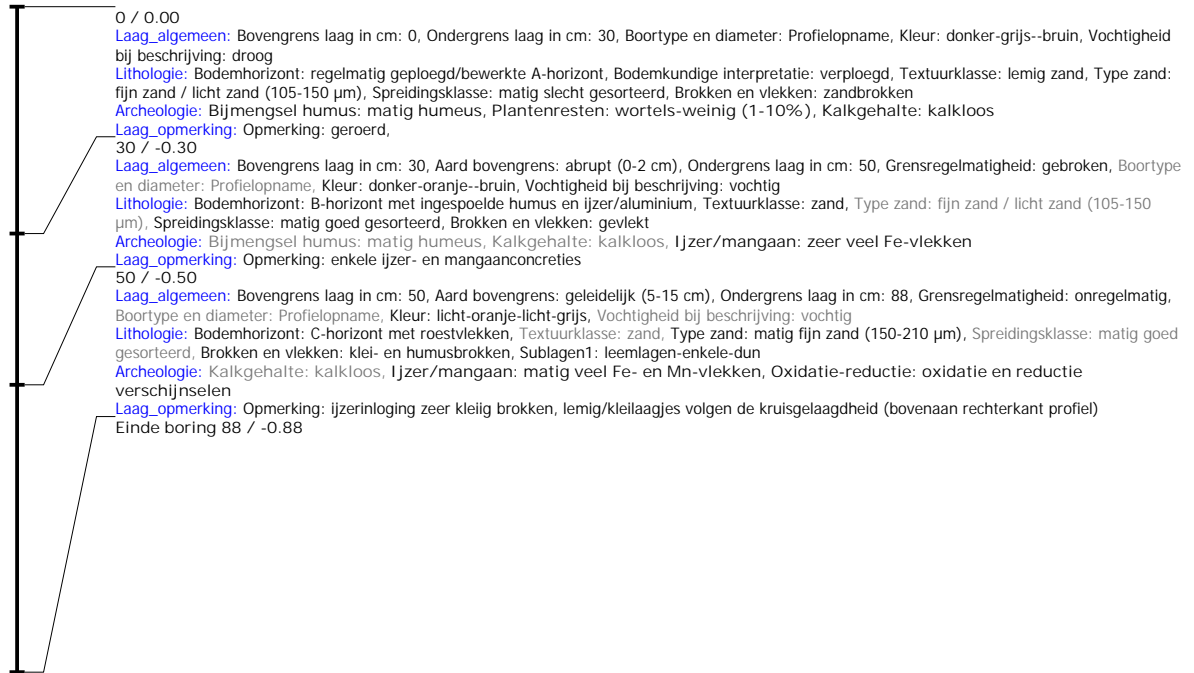 0 / 0.00
Laag_algemeen: Bovengrens laag in cm: 0, Ondergrens laag in cm: 30, Boortype en diameter: Profielopname, Kleur: donker-grijs--bruin, Vochtigheid
bij beschrijving: droog
Lithologie: Bodemhorizont: regelmatig geploegd/bewerkte A-horizont, Bodemkundige interpretatie: verploegd, Textuurklasse: lemig zand, Type zand:
fijn zand / licht zand (105-150 µm), Spreidingsklasse: matig slecht gesorteerd, Brokken en vlekken: zandbrokken
Archeologie: Bijmengsel humus: matig humeus, Plantenresten: wortels-weinig (1-10%), Kalkgehalte: kalkloos
Laag_opmerking: Opmerking: geroerd,
30 / -0.30
Laag_algemeen: Bovengrens laag in cm: 30, Aard bovengrens: abrupt (0-2 cm), Ondergrens laag in cm: 50, Grensregelmatigheid: gebroken, Boortype
en diameter: Profielopname, Kleur: donker-oranje--bruin, Vochtigheid bij beschrijving: vochtig
Lithologie: Bodemhorizont: B-horizont met ingespoelde humus en ijzer/aluminium, Textuurklasse: zand, Type zand: fijn zand / licht zand (105-150
µm), Spreidingsklasse: matig goed gesorteerd, Brokken en vlekken: gevlekt
Archeologie: Bijmengsel humus: matig humeus, Kalkgehalte: kalkloos, Ijzer/mangaan: zeer veel Fe-vlekken
Laag_opmerking: Opmerking: enkele ijzer- en mangaanconcreties
50 / -0.50
Laag_algemeen: Bovengrens laag in cm: 50, Aard bovengrens: geleidelijk (5-15 cm), Ondergrens laag in cm: 88, Grensregelmatigheid: onregelmatig,
Boortype en diameter: Profielopname, Kleur: licht-oranje-licht-grijs, Vochtigheid bij beschrijving: vochtig
Lithologie: Bodemhorizont: C-horizont met roestvlekken, Textuurklasse: zand, Type zand: matig fijn zand (150-210 µm), Spreidingsklasse: matig goed
gesorteerd, Brokken en vlekken: klei- en humusbrokken, Sublagen1: leemlagen-enkele-dun
Archeologie: Kalkgehalte: kalkloos, Ijzer/mangaan: matig veel Fe- en Mn-vlekken, Oxidatie-reductie: oxidatie en reductie
verschijnselen
Laag_opmerking: Opmerking: ijzerinloging zeer kleiig brokken, lemig/kleilaagjes volgen de kruisgelaagdheid (bovenaan rechterkant profiel)
Einde boring 88 / -0.88